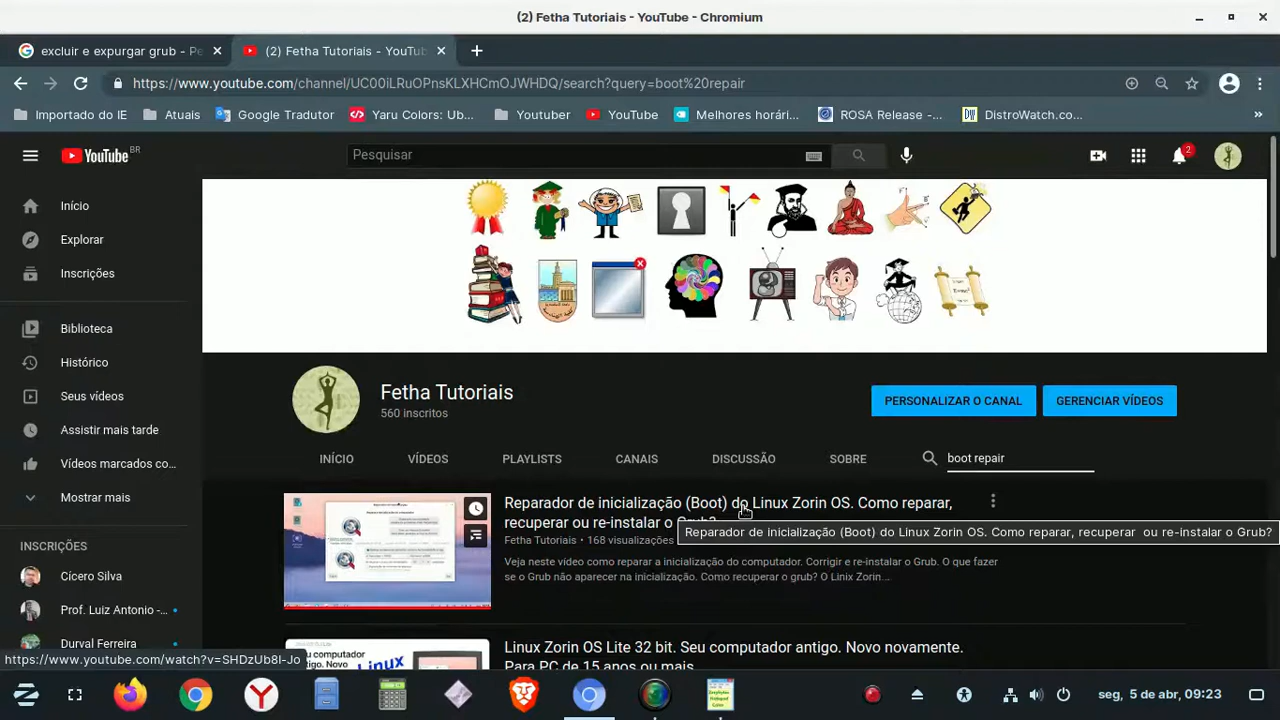 (2) Fetha Tutoriais - YouTube - Chromium
excluir e expurgar grub - Pe
(2) Fetha Tutoriais - YouTub
https://www.youtube.com/channel/UC00iLRuOPnsKLXHCmOJWHDQ/search?query=boot%20repair
Importado do IE
Atuais
Google Tradutor
Yaru Colors: Ub...
Youtuber
YouTube
Melhores horári...
ROSA Release -...
DistroWatch.co...
»
YouTube BR
Pesquisar
2
Início
Explorar
Inscrições
Biblioteca
Histórico
Seus vídeos
Assistir mais tarde
Vídeos marcados co...
Mostrar mais
INSCRIÇÕES
Cícero Silva
Prof. Luiz Antonio -...
Durval Ferreira
Fetha Tutoriais
560 inscritos
PERSONALIZAR O CANAL
GERENCIAR VÍDEOS
INÍCIO
VÍDEOS
PLAYLISTS
CANAIS
DISCUSSÃO
SOBRE
boot repair
Reparador de inicialização (Boot) do Linux Zorin OS. Como reparar,
recuperar ou re-instalar o
Reparador de inicialização (Boot) do Linux Zorin OS. Como reparar, recuperar ou re-instalar o Grub?
Fetha Tutoriais • 168 visualizações
Veja neste vídeo como reparar a inicialização do computador. Corrigir e re-instalar o Grub. O que fazer
se o Grub não aparecer na inicialização. Como recuperar o grub? O Linix Zorin...
Linux Zorin OS Lite 32 bit. Seu computador antigo. Novo novamente.
Para PC de 15 anos ou mais
https://www.youtube.com/watch?v=SHDzUb8I-Jo
seg, 5 de abr, 09:23